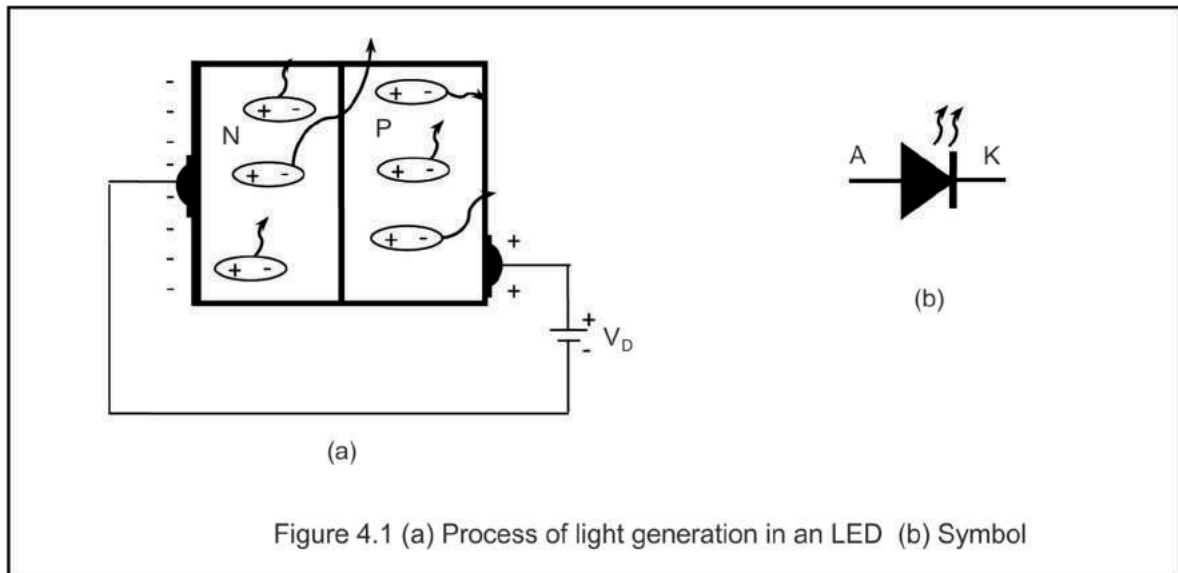 - 
-
-
-
-
-
-
-
N
P
+ -
+ -
+ -
+ -
+ -
+ -
+
+
+
-
V_D
(a)
A
K
(b)
Figure 4.1 (a) Process of light generation in an LED (b) Symbol